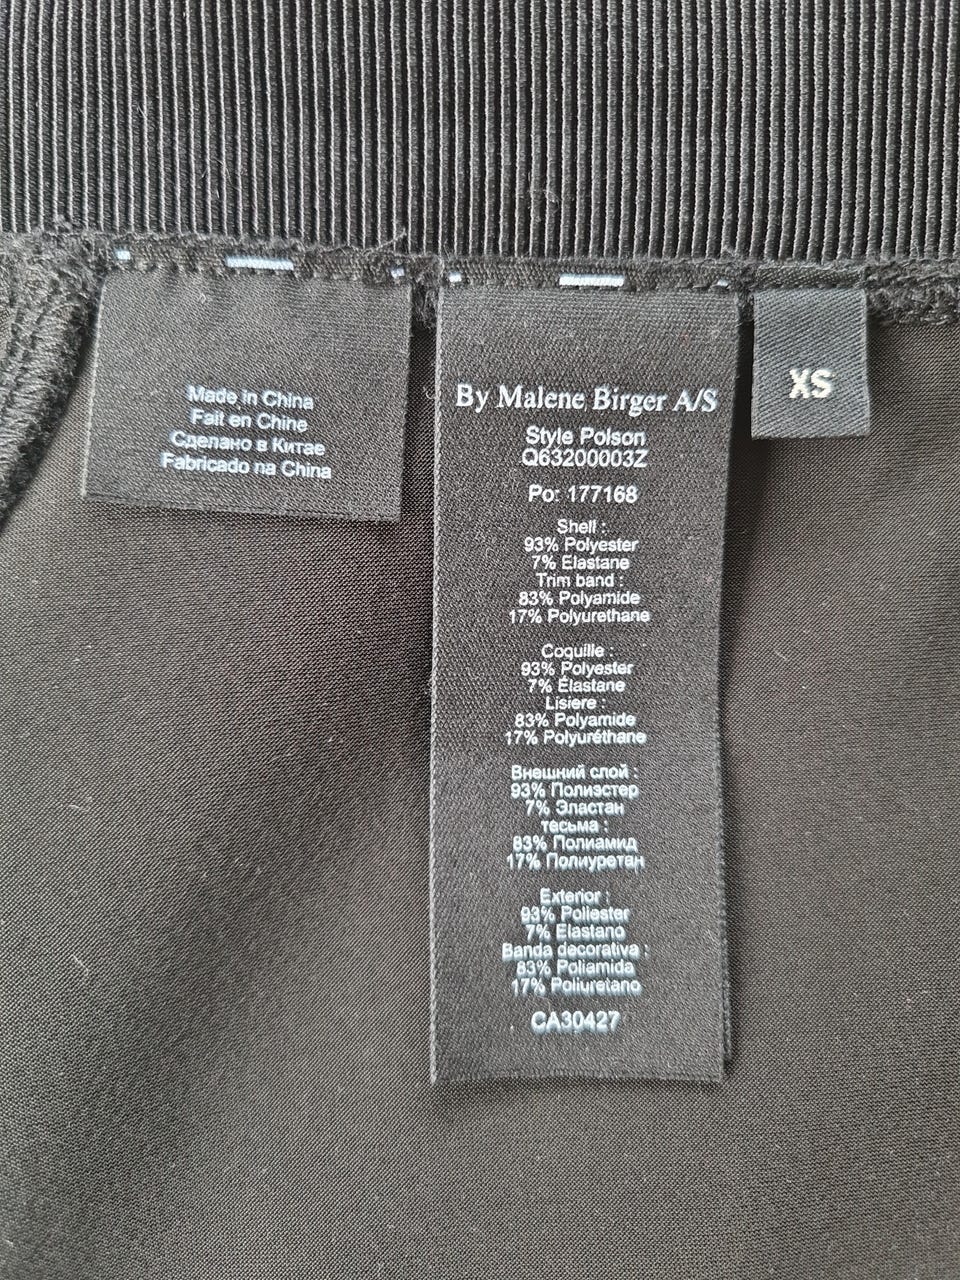 Made in China
Fait en Chine
Сделано в Китае
Fabricado na China
By Malene Birger A/S
Style Polson
Q63200003Z
Po: 177168
Shell :
93% Polyester
7% Elastane
Trim band :
83% Polyamide
17% Polyurethane
Coquille :
93% Polyester
7% Élastane
Lisiere :
83% Polyamide
17% Polyuréthane
Внешний слой :
93% Полиэстер
7% Эластан
тесьма :
83% Полиамид
17% Полиуретан
Exterior :
93% Poliester
7% Elastano
Banda decorativa :
83% Poliamida
17% Poliuretano
CA30427
XS